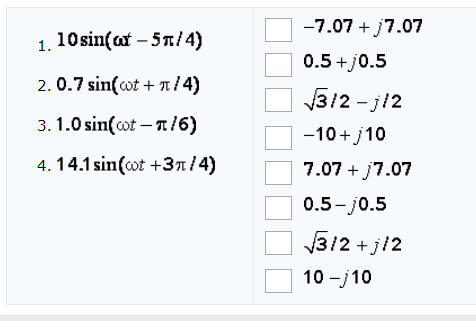 1. 10 sin(ωt − 5π/4)
2. 0.7 sin(ωt + π/4)
3. 1.0 sin(ωt − π/6)
4. 14.1 sin(ωt +3π/4)
−7.07 + j7.07
0.5 + j0.5
√3/2 − j/2
−10 + j10
7.07 + j7.07
0.5 − j0.5
√3/2 + j/2
10 − j10